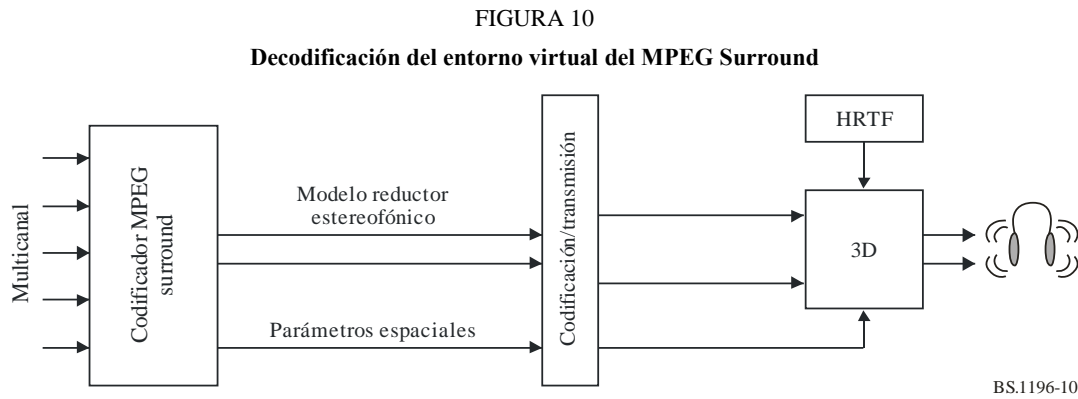 FIGURA 10
Decodificación del entorno virtual del MPEG Surround
Multicanal
Codificador MPEG
surround
Modelo reductor
estereofónico
Parámetros espaciales
Codificación/transmisión
HRTF
3D
BS.1196-10